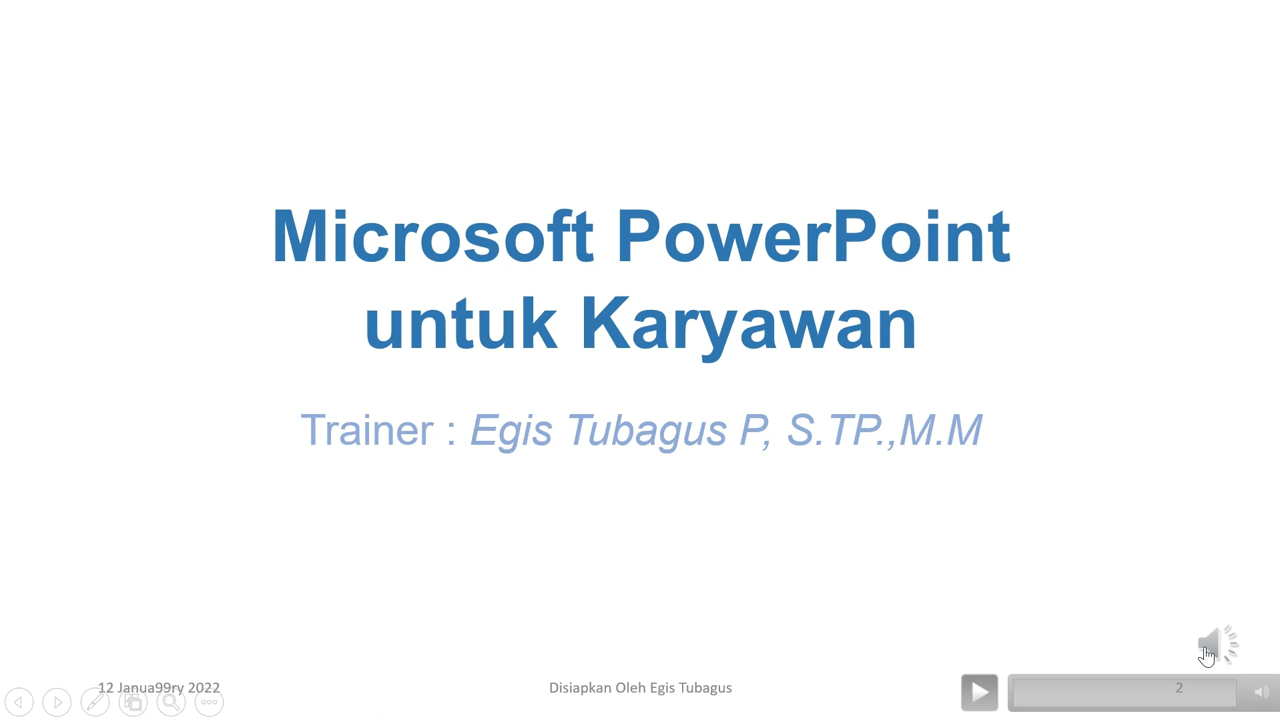 Microsoft PowerPoint
untuk Karyawan
Trainer : Egis Tubagus P, S.TP.,M.M
12 Janua99ry 2022
Disiapkan Oleh Egis Tubagus
2